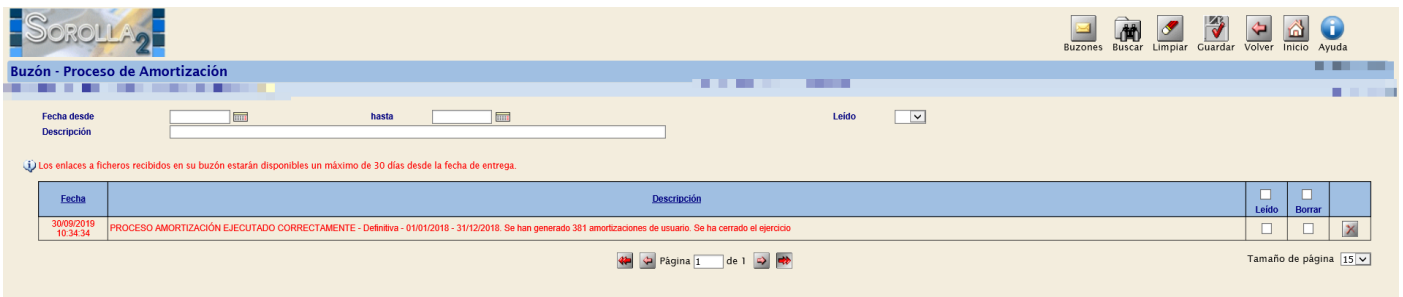 SOROLLA2
Buzones Buscar Limpiar Guardar Volver Inicio Ayuda
Buzón - Proceso de Amortización
Fecha desde hasta Leído
Descripción
Los enlaces a ficheros recibidos en su buzón estarán disponibles un máximo de 30 días desde la fecha de entrega.
Fecha Descripción Leído Borrar
30/09/2019
10:34:34
PROCESO AMORTIZACIÓN EJECUTADO CORRECTAMENTE - Definitiva - 01/01/2018 - 31/12/2018. Se han generado 381 amortizaciones de usuario. Se ha cerrado el ejercicio
Página 1 de 1 Tamaño de página 15